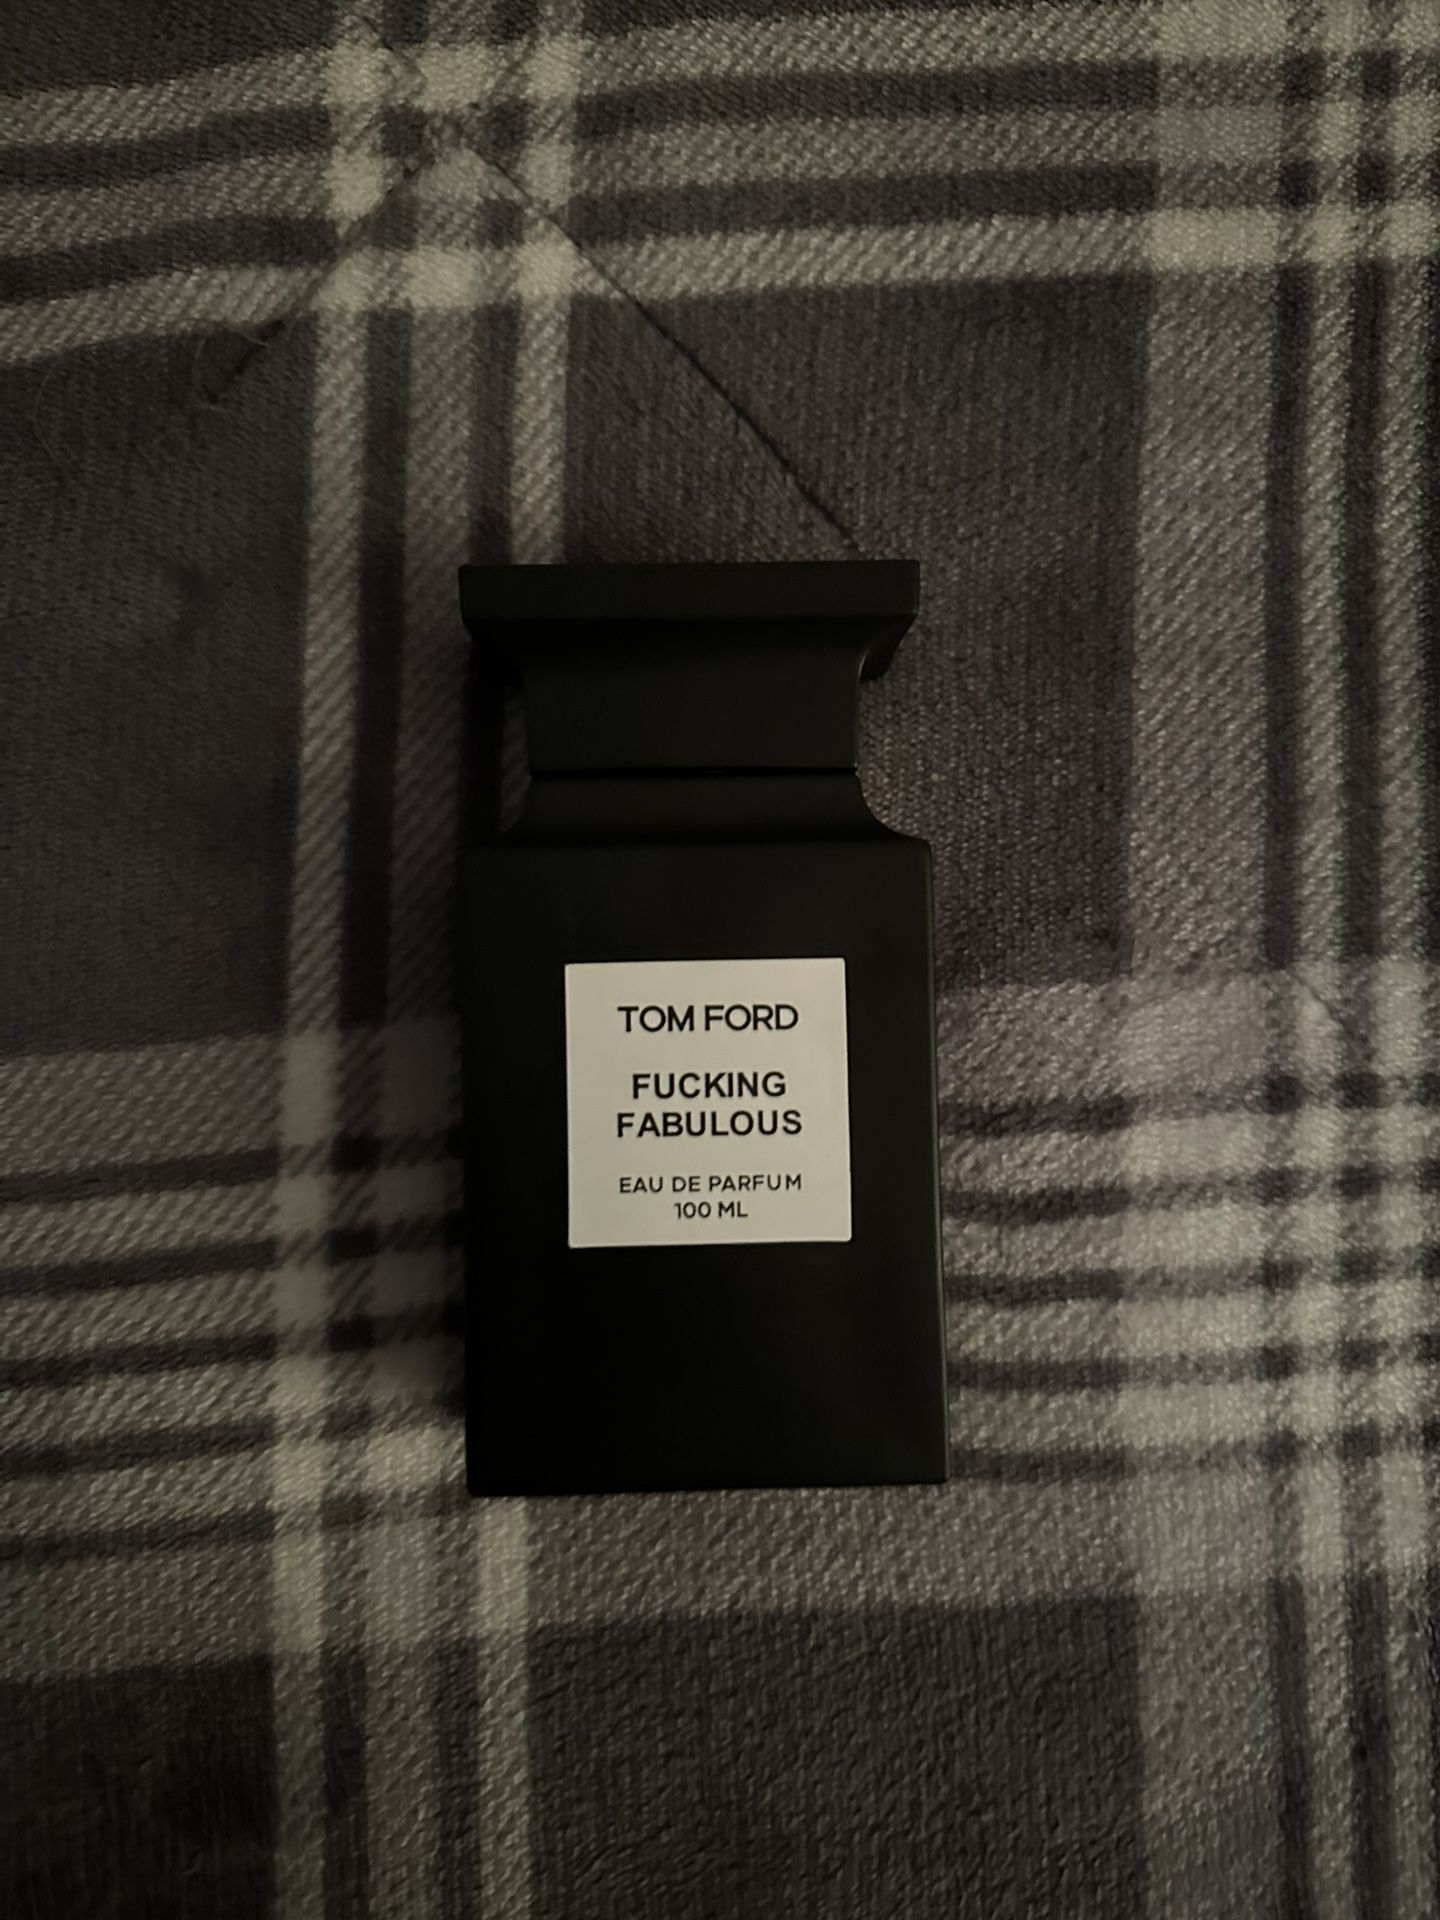 TOM FORD
FUCKING
FABULOUS
EAU DE PARFUM
100 ML